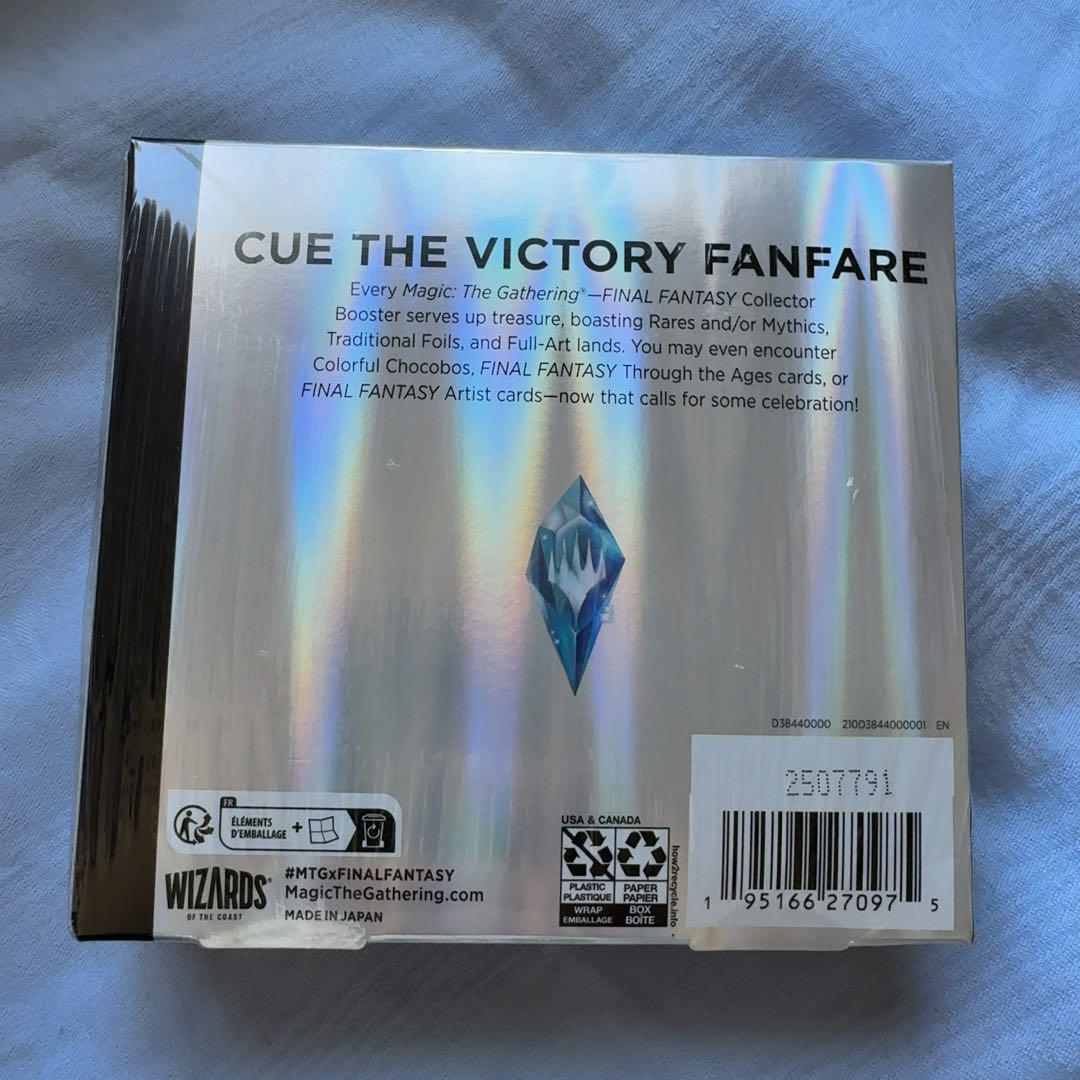 CUE THE VICTORY FANFARE
Every Magic: The Gathering®—FINAL FANTASY Collector
Booster serves up treasure, boasting Rares and/or Mythics,
Traditional Foils, and Full-Art lands. You may even encounter
Colorful Chocobos, FINAL FANTASY Through the Ages cards, or
FINAL FANTASY Artist cards—now that calls for some celebration!
D3B440000 210D3844000001 EN
2507791
1 95166 27097 5
FR
ÉLÉMENTS
D'EMBALLAGE +
WIZARDS®
OF THE COAST
#MTGxFINALFANTASY
MagicTheGathering.com
MADE IN JAPAN
USA & CANADA
PLASTIC
PLASTIQUE
WRAP
EMBALLAGE
PAPER
PAPIER
BOX
BOÎTE
how2recycle.info